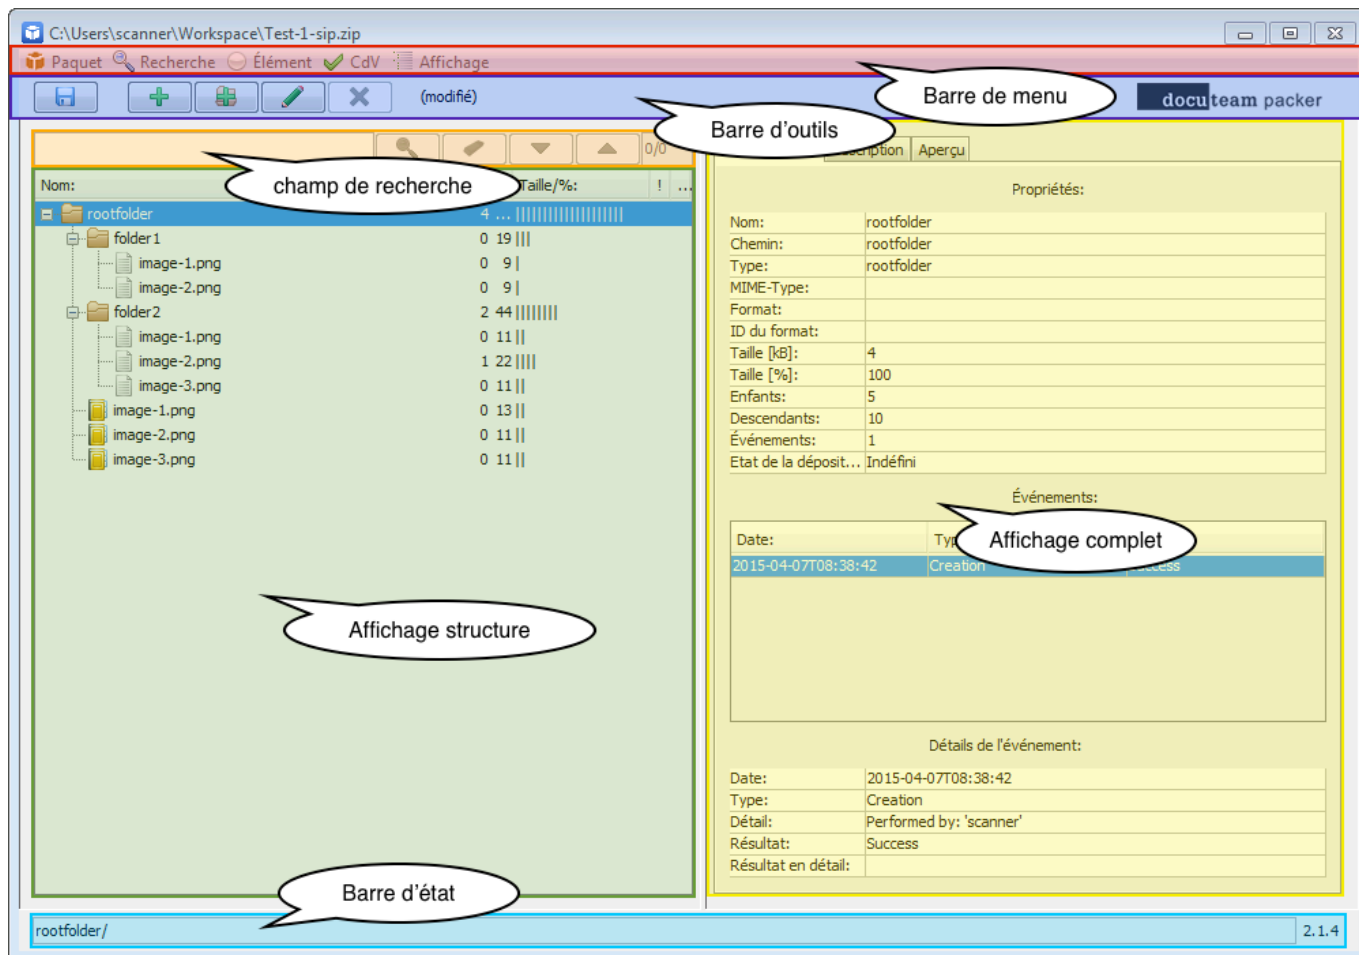 C:\Users\scanner\Workspace\Test-1-sip.zip
Paquet Recherche Élément CdV Affichage
Barre de menu
(modifié)
docuteam packer
Barre d'outils
0/0
Aperçu
champ de recherche
Nom: Taille/%: ! ...
rootfolder 4 ...
folder1 0 19
image-1.png 0 9
image-2.png 0 9
folder2 2 44
image-1.png 0 11
image-2.png 1 22
image-3.png 0 11
image-1.png 0 13
image-2.png 0 11
image-3.png 0 11
Affichage structure
Propriétés:
Nom: rootfolder
Chemin: rootfolder
Type: rootfolder
MIME-Type:
Format:
ID du format:
Taille [kB]: 4
Taille [%]: 100
Enfants: 5
Descendants: 10
Événements: 1
Etat de la déposit... Indéfini
Événements:
Date:
Affichage complet
2015-04-07T08:38:42 Creation
Détails de l'événement:
Date: 2015-04-07T08:38:42
Type: Creation
Détail: Performed by: 'scanner'
Résultat: Success
Résultat en détail:
Barre d'état
rootfolder/ 2.1.4